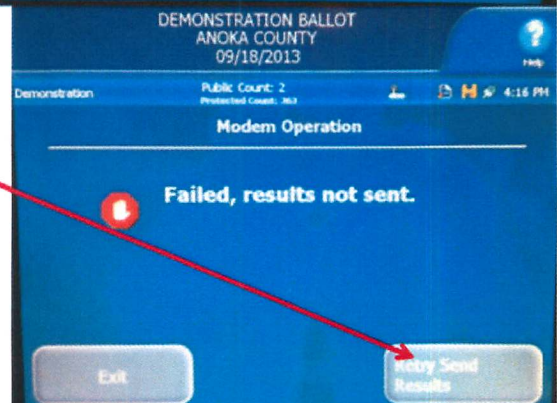 DEMONSTRATION BALLOT
ANOKA COUNTY
09/18/2013
Help
Demonstration
Public Count: 2
Protected Count: 363
4:16 PM
Modem Operation
Failed, results not sent.
Exit
Retry Send
Results